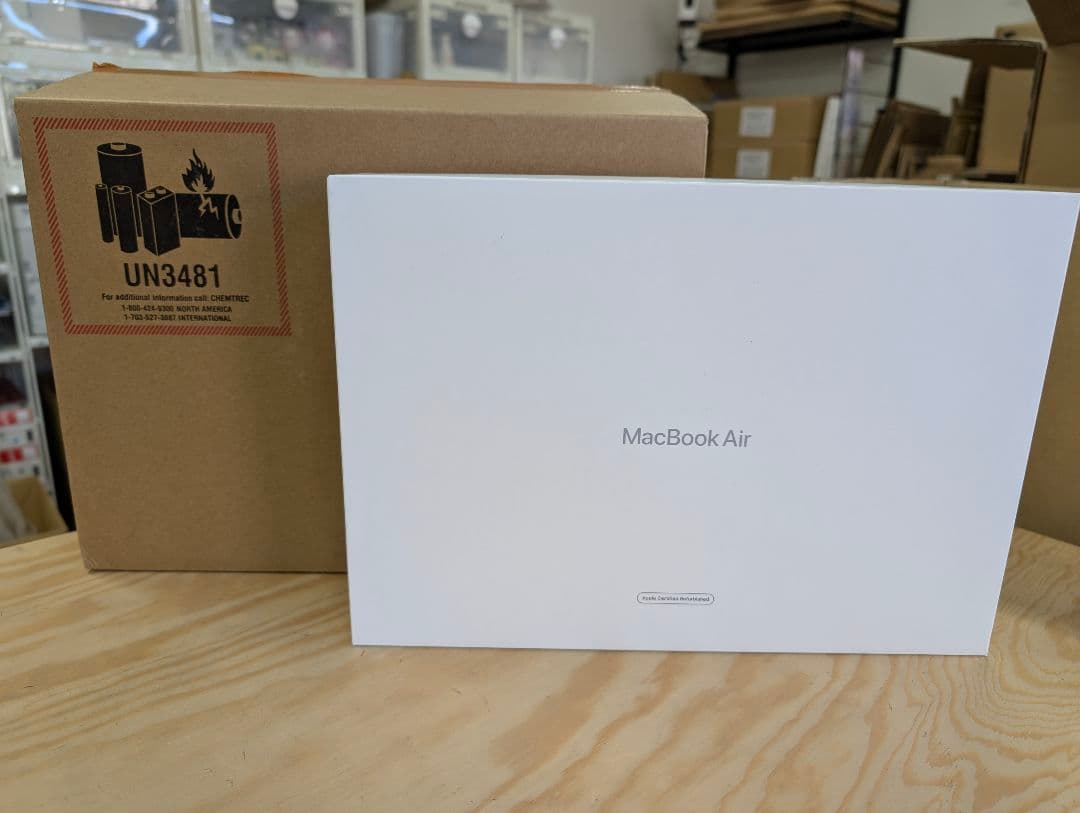 UN3481
For additional information call: CHEMTREC
1-800-424-9300 NORTH AMERICA
1-703-527-3887 INTERNATIONAL
MacBook Air
Apple Certified Refurbished